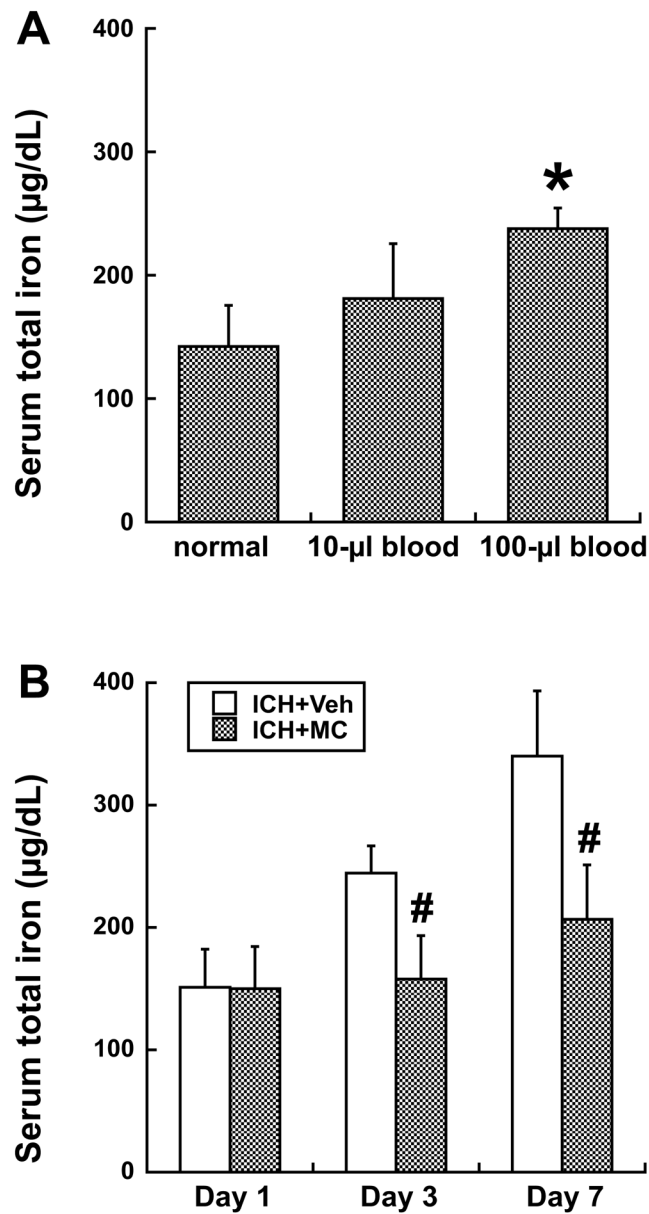 A
Serum total iron (µg/dL)
400
300
200
100
0
*
normal 10-µl blood 100-µl blood
B
Serum total iron (µg/dL)
400
300
200
100
0
ICH+Veh
ICH+MC
#
#
Day 1 Day 3 Day 7